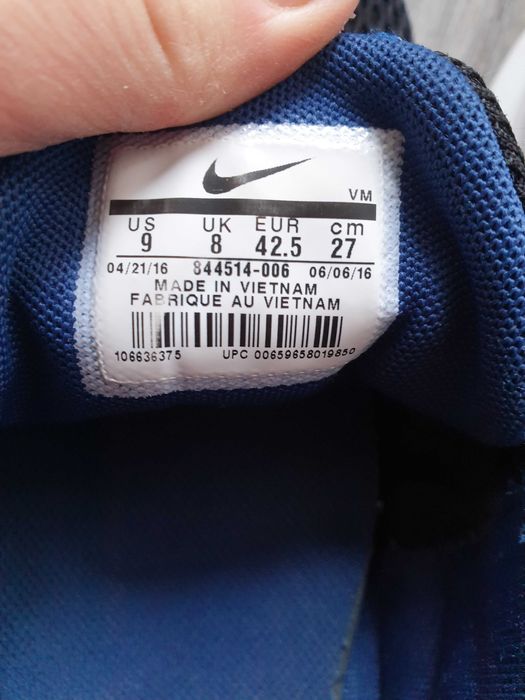 VM
US UK EUR cm
9 8 42.5 27
04/21/16 844514-006 06/06/16
MADE IN VIETNAM
FABRIQUE AU VIETNAM
106636375 UPC 00659658019850